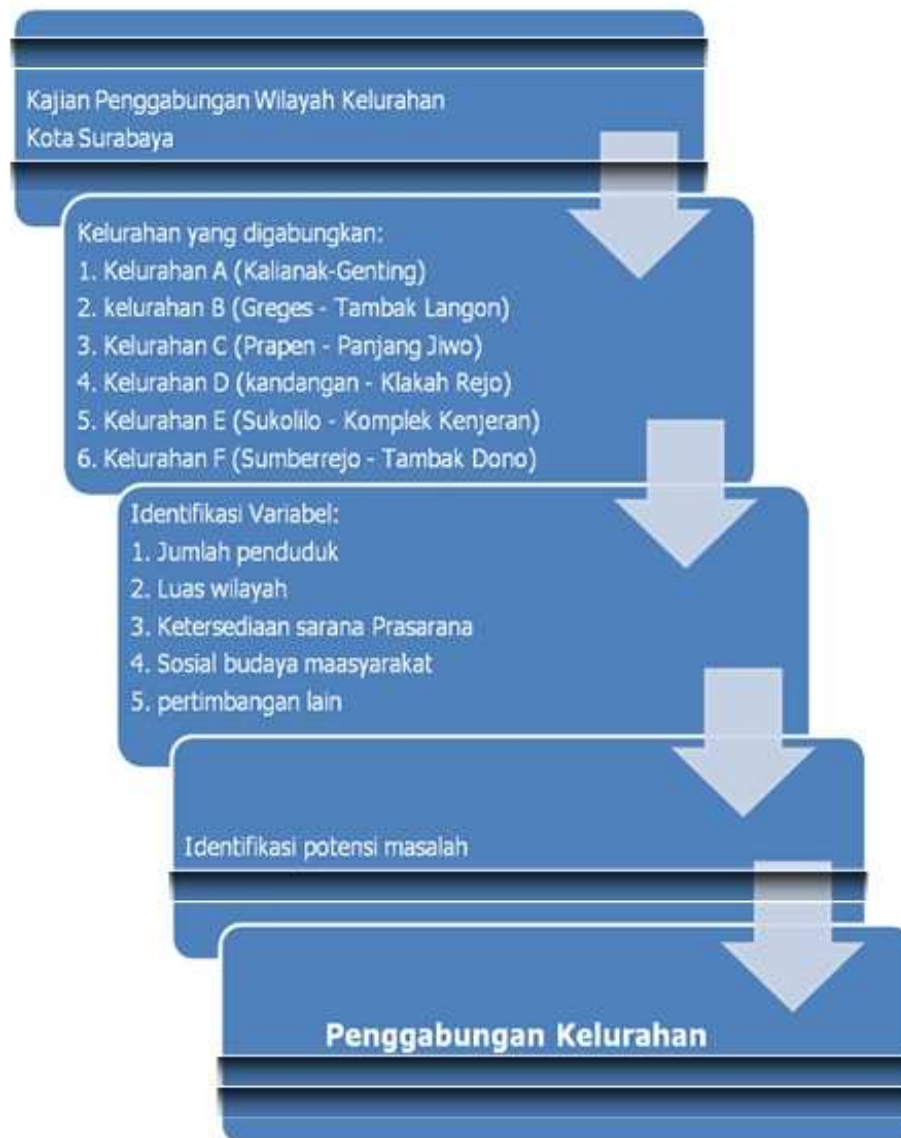 Kajian Penggabungan Wilayah Kelurahan
Kota Surabaya
Kelurahan yang digabungkan:
1. Kelurahan A (Kalianak-Genting)
2. kelurahan B (Greges - Tambak Langon)
3. Kelurahan C (Prapen - Panjang Jiwo)
4. Kelurahan D (kandangan - Klakah Rejo)
5. Kelurahan E (Sukolilo - Komplek Kenjeran)
6. Kelurahan F (Sumberrejo - Tambak Dono)
Identifikasi Variabel:
1. Jumlah penduduk
2. Luas wilayah
3. Ketersediaan sarana Prasarana
4. Sosial budaya maasyarakat
5. pertimbangan lain
Identifikasi potensi masalah
Penggabungan Kelurahan